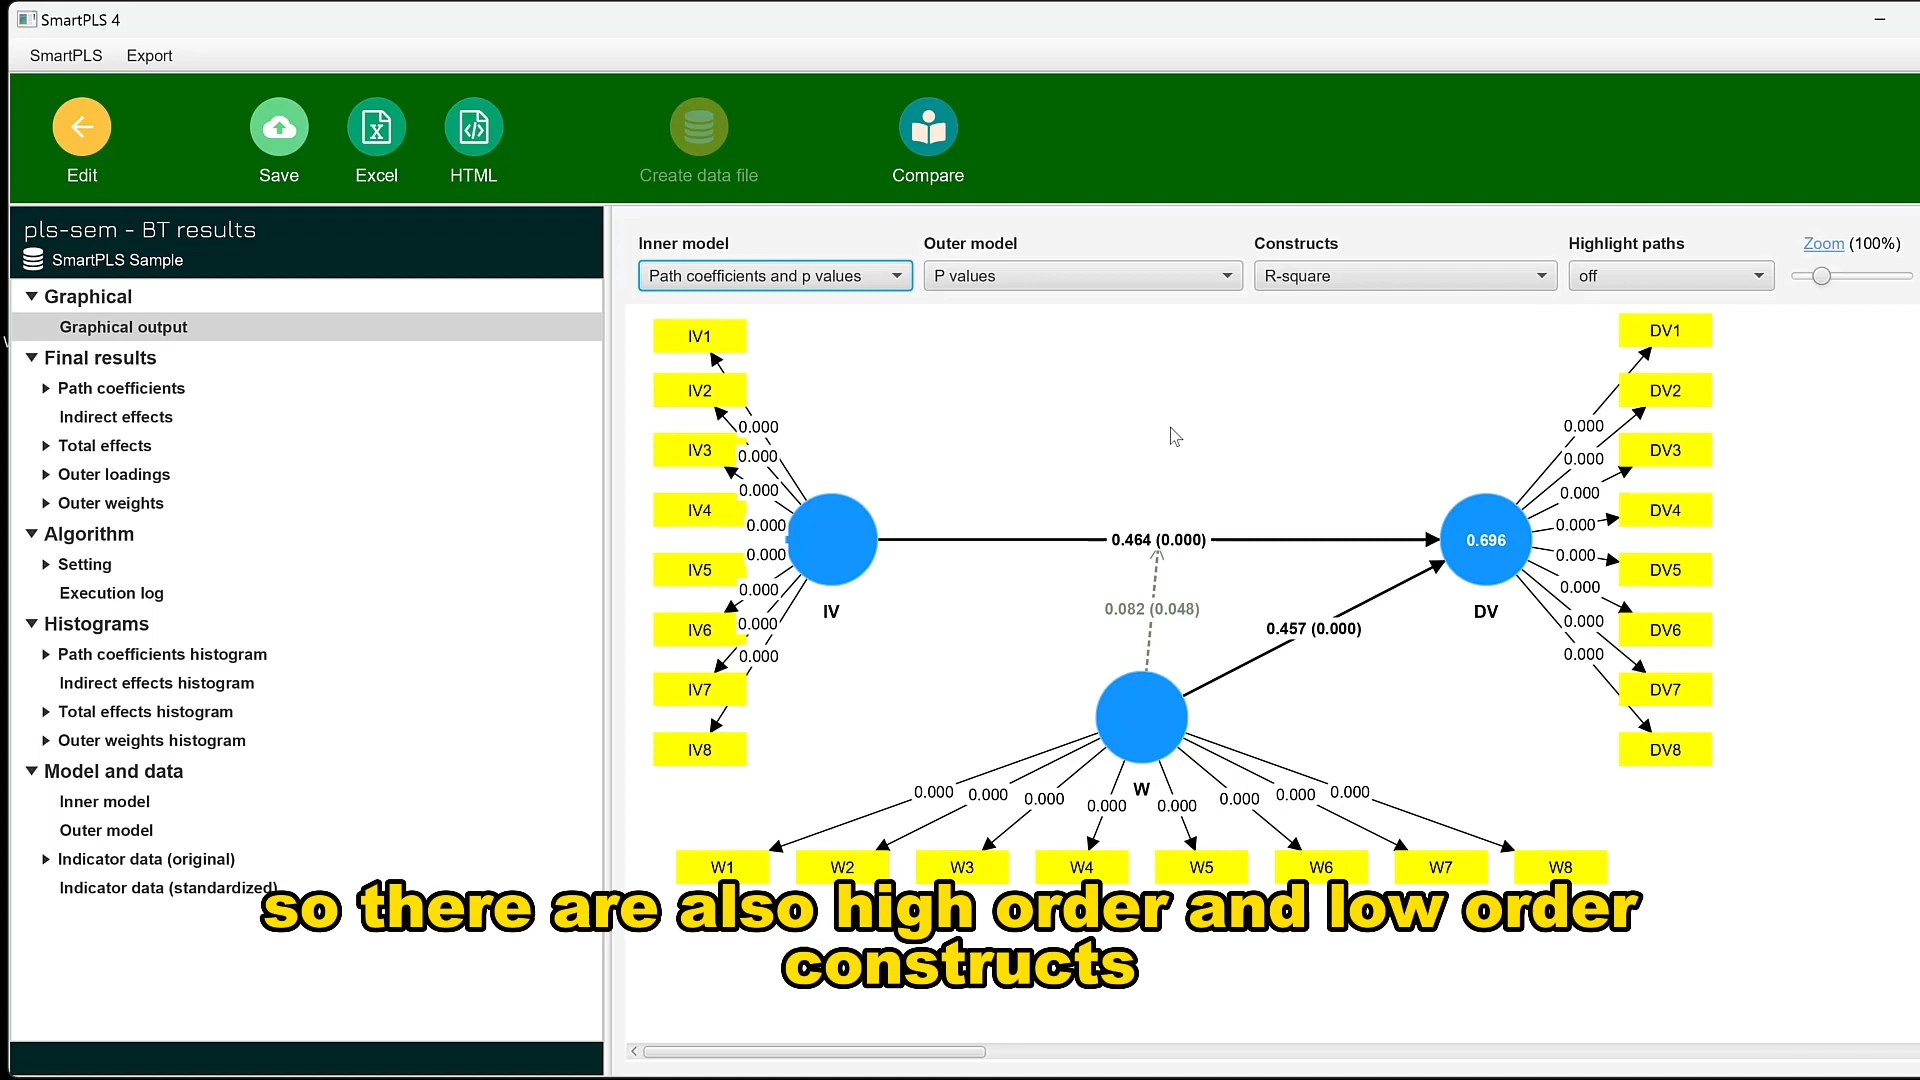 SmartPLS 4
SmartPLS Export
Edit Save Excel HTML Create data file Compare
pls-sem - BT results
SmartPLS Sample
Graphical
Graphical output
Final results
Path coefficients
Indirect effects
Total effects
Outer loadings
Outer weights
Algorithm
Setting
Execution log
Histograms
Path coefficients histogram
Indirect effects histogram
Total effects histogram
Outer weights histogram
Model and data
Inner model
Outer model
Indicator data (original)
Indicator data (standardized)
Inner model Outer model Constructs Highlight paths Zoom (100%)
Path coefficients and p values P values R-square off
IV1
IV2
IV3
IV4
IV5
IV6
IV7
IV8
0.000
0.000
0.000
0.000
0.000
0.000
0.000
0.000
IV
0.464 (0.000)
0.082 (0.048)
0.457 (0.000)
0.696
DV
0.000
0.000
0.000
0.000
0.000
0.000
0.000
0.000
DV1
DV2
DV3
DV4
DV5
DV6
DV7
DV8
W
0.000 0.000 0.000 0.000 0.000 0.000 0.000 0.000
W1 W2 W3 W4 W5 W6 W7 W8
so there are also high order and low order
constructs